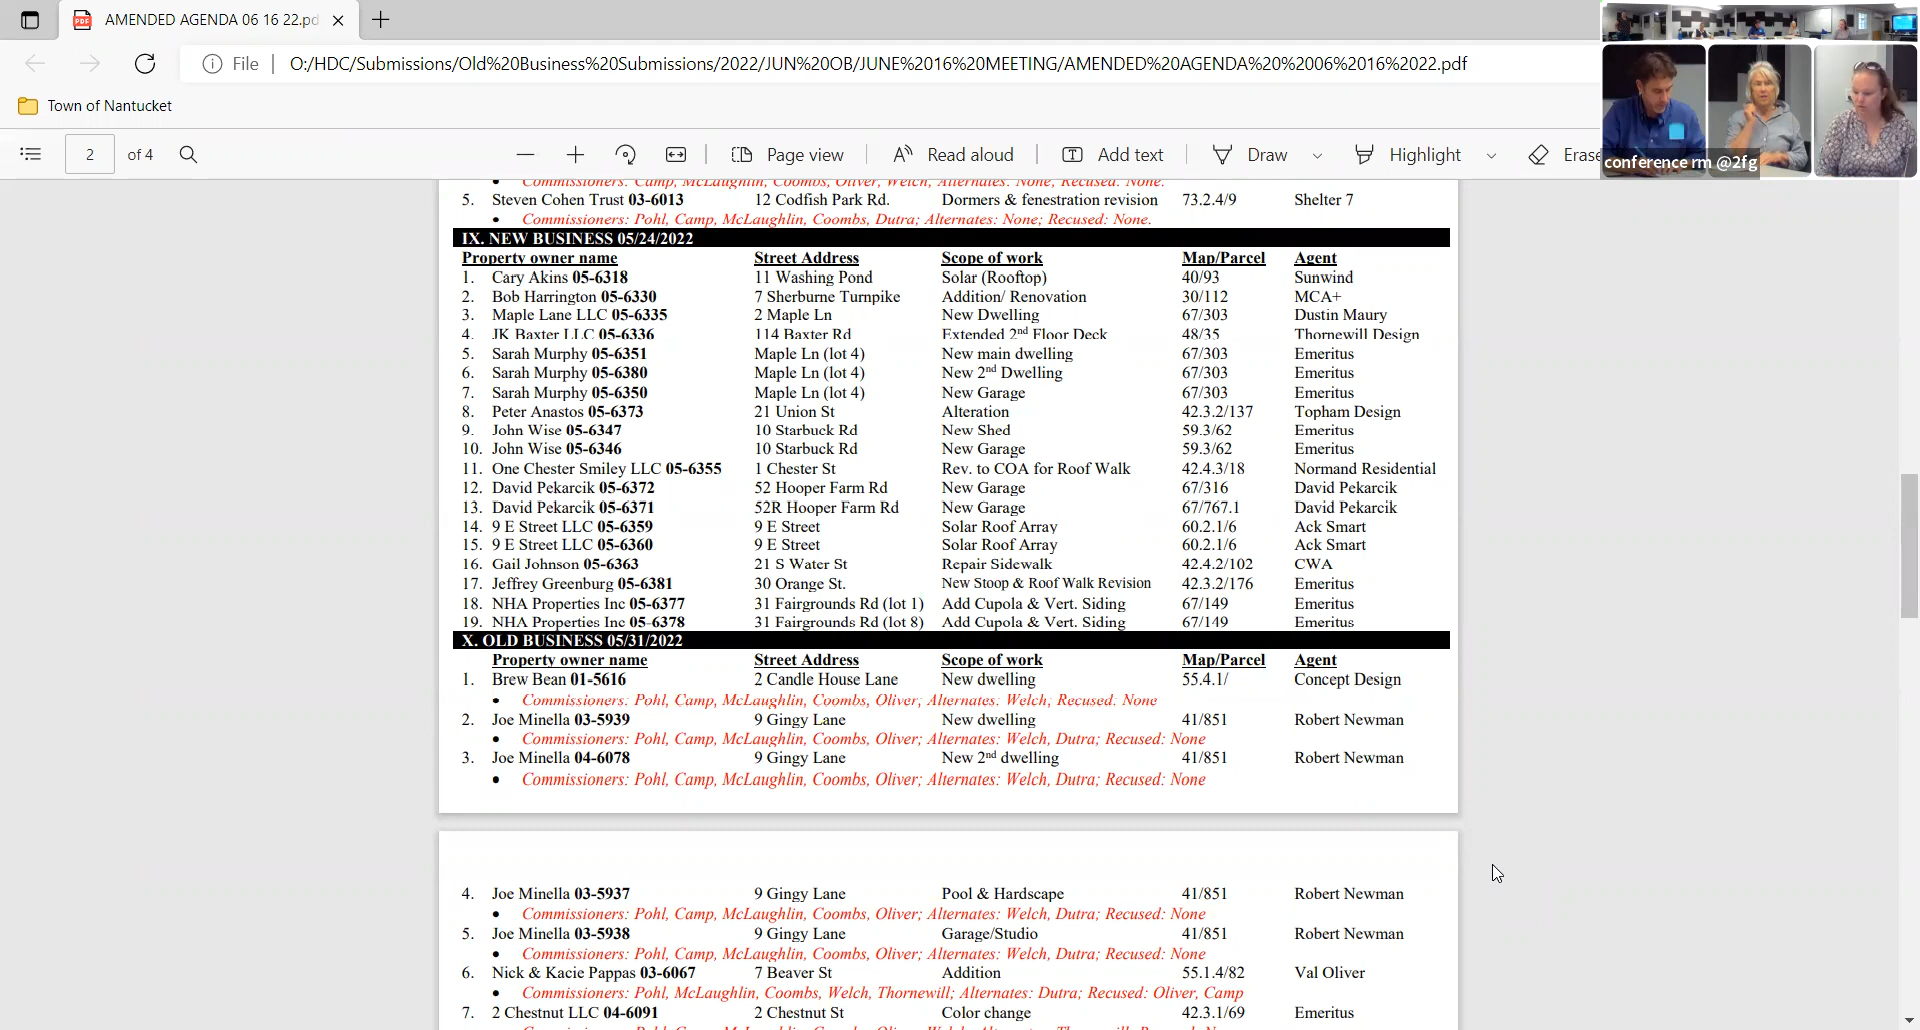 AMENDED AGENDA 06 16 22.pd
File O:/HDC/Submissions/Old%20Business%20Submissions/2022/JUN%20OB/JUNE%2016%20MEETING/AMENDED%20AGENDA%20%2006%2016%2022.pdf
Town of Nantucket
2 of 4 Page view Read aloud Add text Draw Highlight Erase
conference rm @2fg
Commissioners: Camp, McLaughlin, Coombs, Oliver, Welch, Alternates: None; Recused: None.
5. Steven Cohen Trust 03-6013 12 Codfish Park Rd. Dormers & fenestration revision 73.2.4/9 Shelter 7
• Commissioners: Pohl, Camp, McLaughlin, Coombs, Dutra; Alternates: None; Recused: None.
IX. NEW BUSINESS 05/24/2022
Property owner name Street Address Scope of work Map/Parcel Agent
1. Cary Akins 05-6318 11 Washing Pond Solar (Rooftop) 40/93 Sunwind
2. Bob Harrington 05-6330 7 Sherburne Turnpike Addition/ Renovation 30/112 MCA+
3. Maple Lane LLC 05-6335 2 Maple Ln New Dwelling 67/303 Dustin Maury
4. JK Baxter LLC 05-6336 114 Baxter Rd Extended 2nd Floor Deck 48/35 Thornewill Design
5. Sarah Murphy 05-6351 Maple Ln (lot 4) New main dwelling 67/303 Emeritus
6. Sarah Murphy 05-6380 Maple Ln (lot 4) New 2nd Dwelling 67/303 Emeritus
7. Sarah Murphy 05-6350 Maple Ln (lot 4) New Garage 67/303 Emeritus
8. Peter Anastos 05-6373 21 Union St Alteration 42.3.2/137 Topham Design
9. John Wise 05-6347 10 Starbuck Rd New Shed 59.3/62 Emeritus
10. John Wise 05-6346 10 Starbuck Rd New Garage 59.3/62 Emeritus
11. One Chester Smiley LLC 05-6355 1 Chester St Rev. to COA for Roof Walk 42.4.3/18 Normand Residential
12. David Pekarcik 05-6372 52 Hooper Farm Rd New Garage 67/316 David Pekarcik
13. David Pekarcik 05-6371 52R Hooper Farm Rd New Garage 67/767.1 David Pekarcik
14. 9 E Street LLC 05-6359 9 E Street Solar Roof Array 60.2.1/6 Ack Smart
15. 9 E Street LLC 05-6360 9 E Street Solar Roof Array 60.2.1/6 Ack Smart
16. Gail Johnson 05-6363 21 S Water St Repair Sidewalk 42.4.2/102 CWA
17. Jeffrey Greenburg 05-6381 30 Orange St. New Stoop & Roof Walk Revision 42.3.2/176 Emeritus
18. NHA Properties Inc 05-6377 31 Fairgrounds Rd (lot 1) Add Cupola & Vert. Siding 67/149 Emeritus
19. NHA Properties Inc 05-6378 31 Fairgrounds Rd (lot 8) Add Cupola & Vert. Siding 67/149 Emeritus
X. OLD BUSINESS 05/31/2022
Property owner name Street Address Scope of work Map/Parcel Agent
1. Brew Bean 01-5616 2 Candle House Lane New dwelling 55.4.1/ Concept Design
• Commissioners: Pohl, Camp, McLaughlin, Coombs, Oliver; Alternates: Welch, Recused: None
2. Joe Minella 03-5939 9 Gingy Lane New dwelling 41/851 Robert Newman
• Commissioners: Pohl, Camp, McLaughlin, Coombs, Oliver; Alternates: Welch, Dutra; Recused: None
3. Joe Minella 04-6078 9 Gingy Lane New 2nd dwelling 41/851 Robert Newman
• Commissioners: Pohl, Camp, McLaughlin, Coombs, Oliver; Alternates: Welch, Dutra; Recused: None
4. Joe Minella 03-5937 9 Gingy Lane Pool & Hardscape 41/851 Robert Newman
• Commissioners: Pohl, Camp, McLaughlin, Coombs, Oliver; Alternates: Welch, Dutra; Recused: None
5. Joe Minella 03-5938 9 Gingy Lane Garage/Studio 41/851 Robert Newman
• Commissioners: Pohl, Camp, McLaughlin, Coombs, Oliver; Alternates: Welch, Dutra; Recused: None
6. Nick & Kacie Pappas 03-6067 7 Beaver St Addition 55.1.4/82 Val Oliver
• Commissioners: Pohl, McLaughlin, Coombs, Welch, Thornewill; Alternates: Dutra; Recused: Oliver, Camp
7. 2 Chestnut LLC 04-6091 2 Chestnut St Color change 42.3.1/69 Emeritus